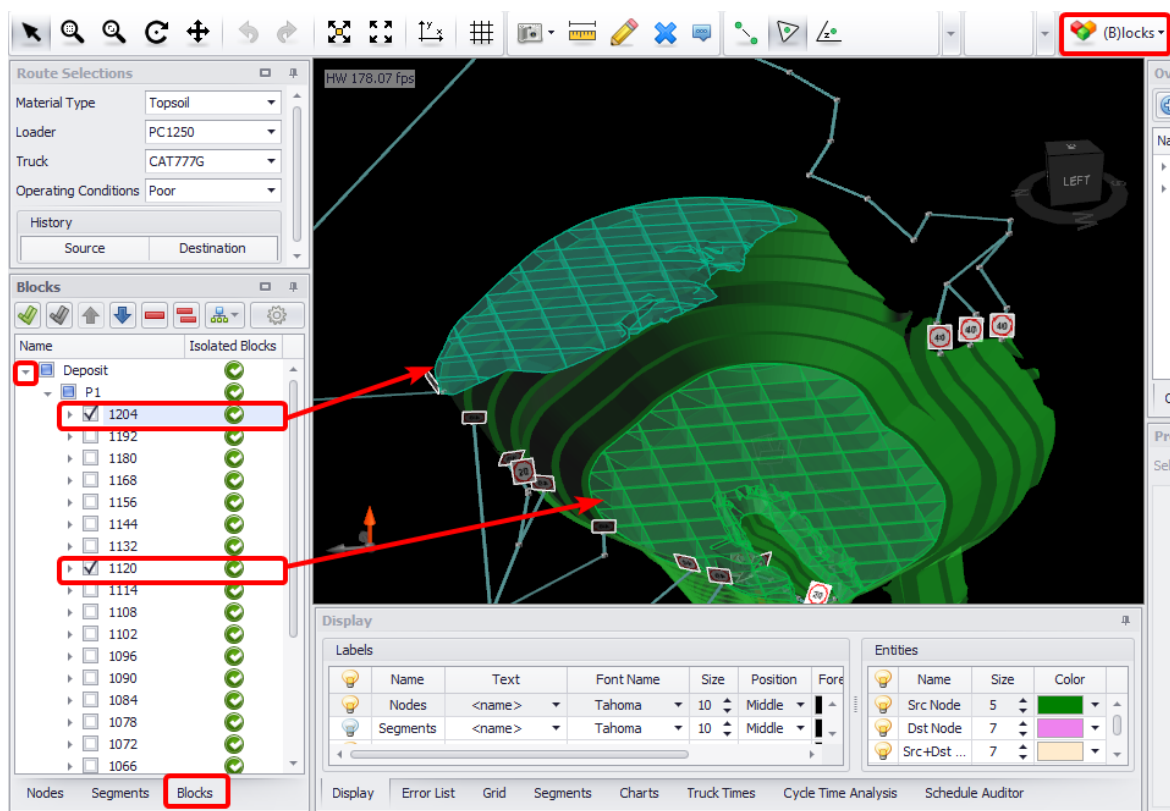 (B)locks
Route Selections
Material Type Topsoil
Loader PC1250
Truck CAT777G
Operating Conditions Poor
History
Source Destination
Blocks
Name Isolated Blocks
Deposit
P1
1204
1192
1180
1168
1156
1144
1132
1120
1114
1108
1102
1096
1090
1084
1078
1072
1066
Nodes Segments Blocks
HW 178.07 fps
LEFT
N
W
40 40 40
20
20
Display
Labels
Name Text Font Name Size Position Fore
Nodes <name> Tahoma 10 Middle
Segments <name> Tahoma 10 Middle
Entities
Name Size Color
Src Node 5
Dst Node 7
Src+Dst ... 7
Display Error List Grid Segments Charts Truck Times Cycle Time Analysis Schedule Auditor
Ov
Na
Pr
Sel